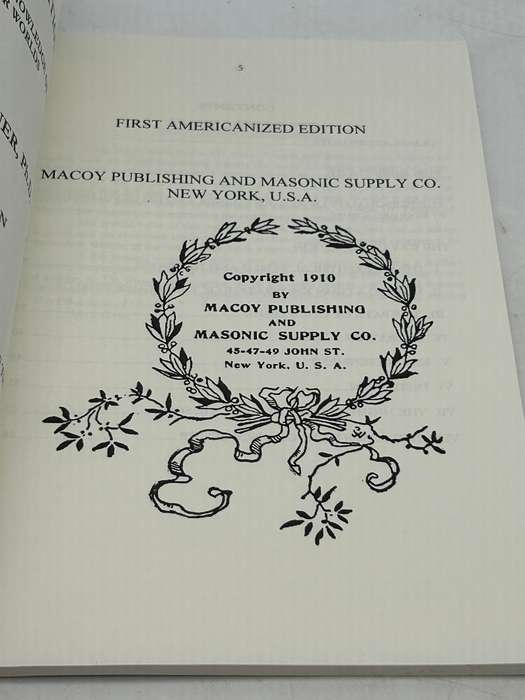 WORLDS
5
FIRST AMERICANIZED EDITION
MACOY PUBLISHING AND MASONIC SUPPLY CO.
NEW YORK, U.S.A.
Copyright 1910
BY
MACOY PUBLISHING
AND
MASONIC SUPPLY CO.
45-47-49 JOHN ST.
New York, U. S. A.